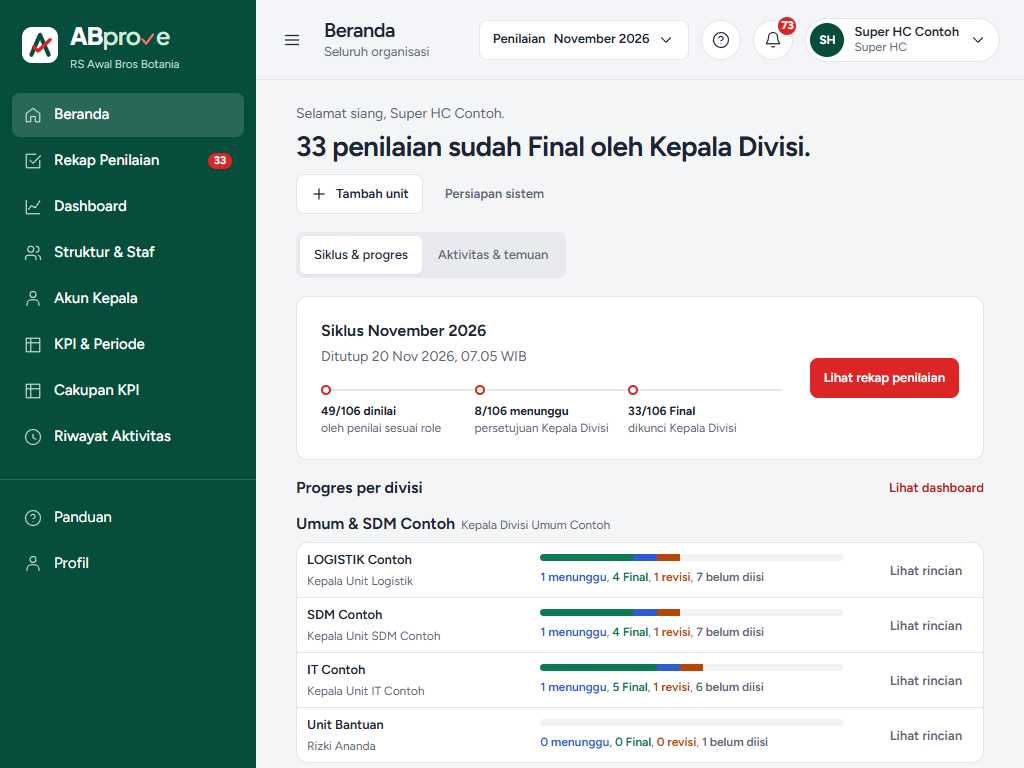 ABprove
RS Awal Bros Botania
Beranda
Rekap Penilaian 33
Dashboard
Struktur & Staf
Akun Kepala
KPI & Periode
Cakupan KPI
Riwayat Aktivitas
Panduan
Profil
Beranda
Seluruh organisasi
Penilaian November 2026
73
SH
Super HC Contoh
Super HC
Selamat siang, Super HC Contoh.
33 penilaian sudah Final oleh Kepala Divisi.
Tambah unit
Persiapan sistem
Siklus & progres
Aktivitas & temuan
Siklus November 2026
Ditutup 20 Nov 2026, 07.05 WIB
49/106 dinilai
oleh penilai sesuai role
8/106 menunggu
persetujuan Kepala Divisi
33/106 Final
dikunci Kepala Divisi
Lihat rekap penilaian
Progres per divisi
Lihat dashboard
Umum & SDM Contoh Kepala Divisi Umum Contoh
LOGISTIK Contoh
Kepala Unit Logistik
1 menunggu, 4 Final, 1 revisi, 7 belum diisi
Lihat rincian
SDM Contoh
Kepala Unit SDM Contoh
1 menunggu, 4 Final, 1 revisi, 7 belum diisi
Lihat rincian
IT Contoh
Kepala Unit IT Contoh
1 menunggu, 5 Final, 1 revisi, 6 belum diisi
Lihat rincian
Unit Bantuan
Rizki Ananda
0 menunggu, 0 Final, 0 revisi, 1 belum diisi
Lihat rincian